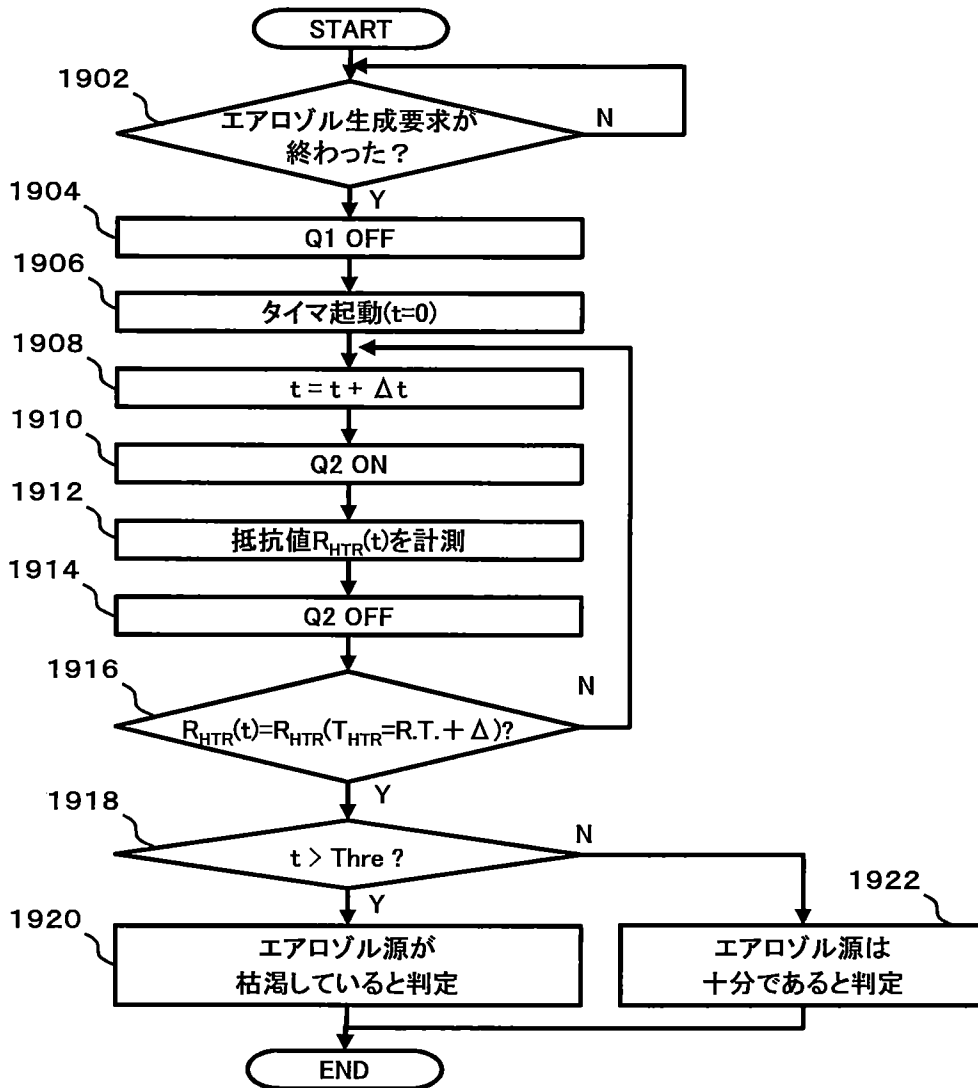 START
1902
エアロゾル生成要求が
終わった？
N
Y
1904
Q1 OFF
1906
タイマ起動(t=0)
1908
t = t + Δt
1910
Q2 ON
1912
抵抗値RHTR(t)を計測
1914
Q2 OFF
1916
N
RHTR(t)=RHTR(THTR=R.T.+ Δ)?
Y
1918
N
t > Thre ?
Y
1920
エアロゾル源が
枯渇していると判定
1922
エアロゾル源は
十分であると判定
END